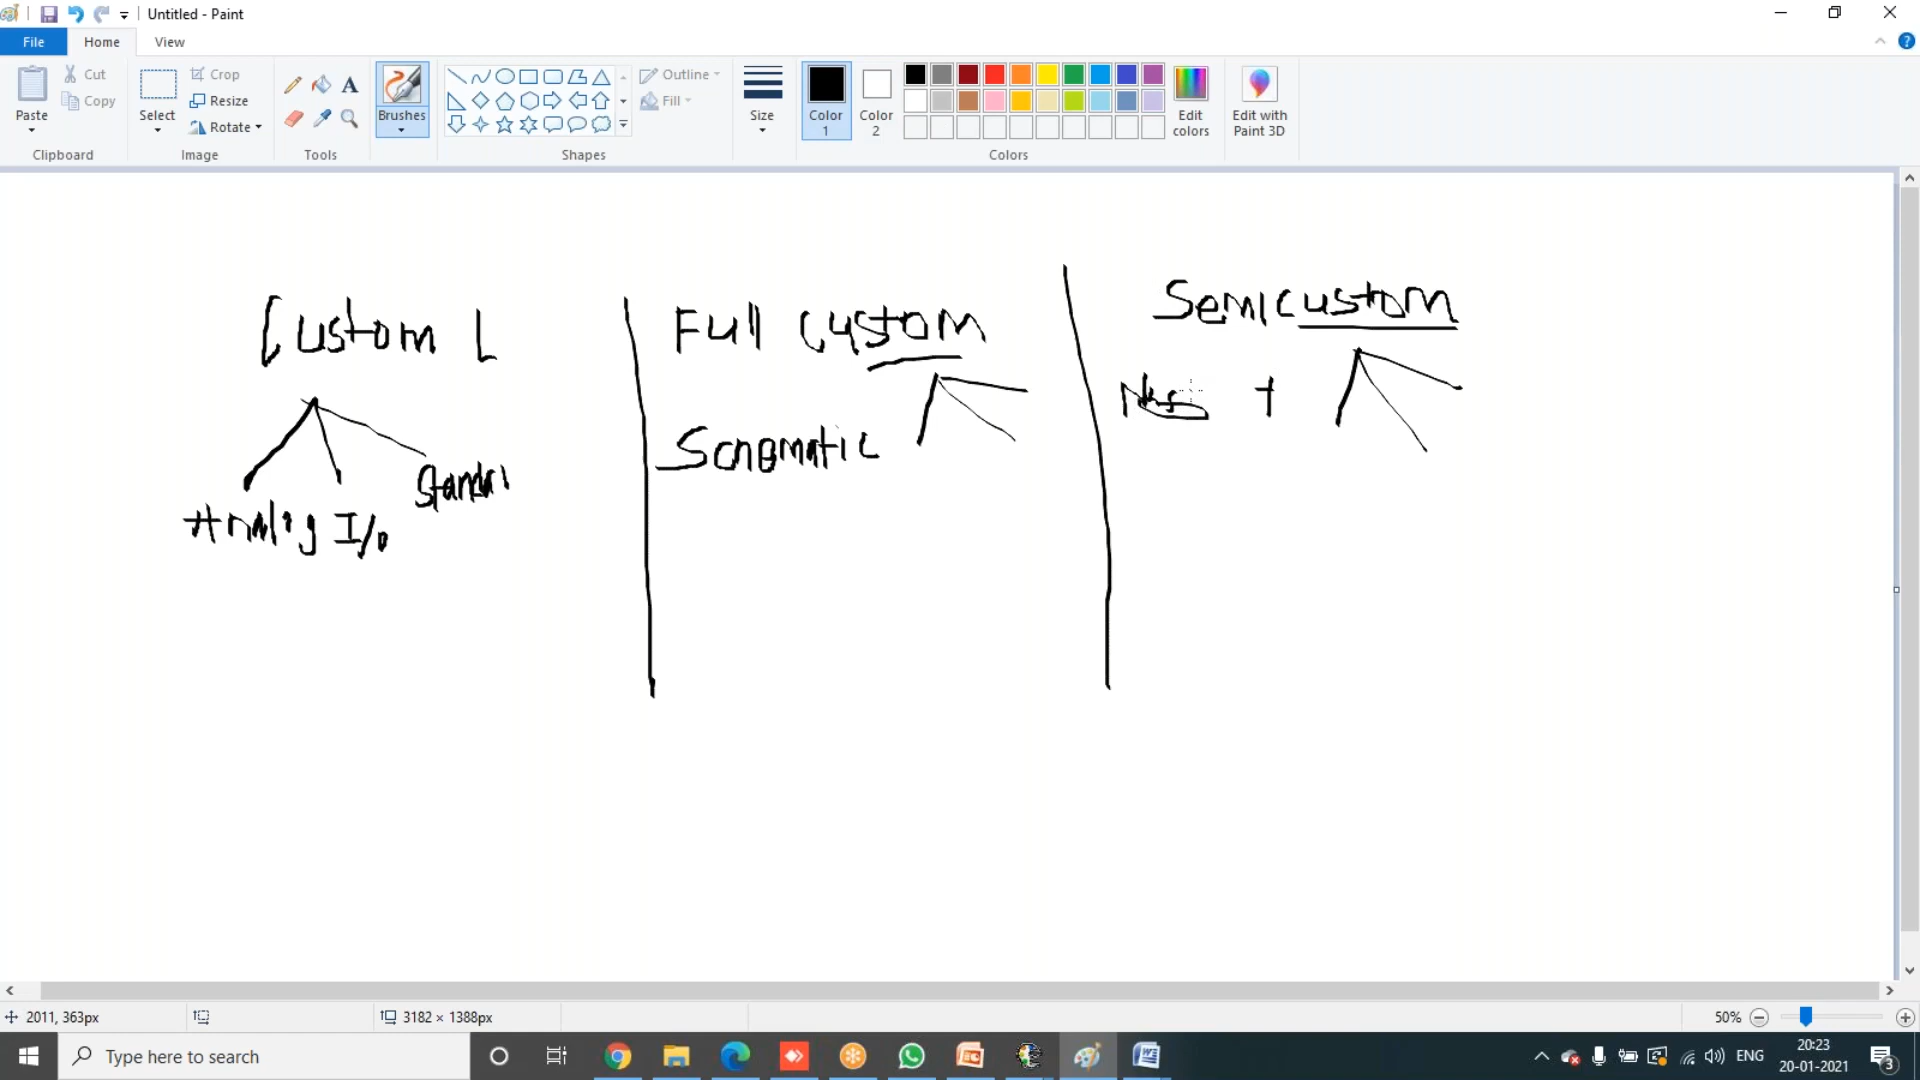 Untitled - Paint
File Home View
Paste
Cut
Copy
Clipboard
Select
Crop
Resize
Rotate
Image
Tools
Brushes
Shapes
Outline
Fill
Size
Color 1
Color 2
Edit colors
Edit with Paint 3D
Colors
Custom L
Analog I/o
Full Custom
Schematic
Semicustom
+
2011, 363px
3182 × 1388px
50%
Type here to search
ENG
20:23
20-01-2021
3